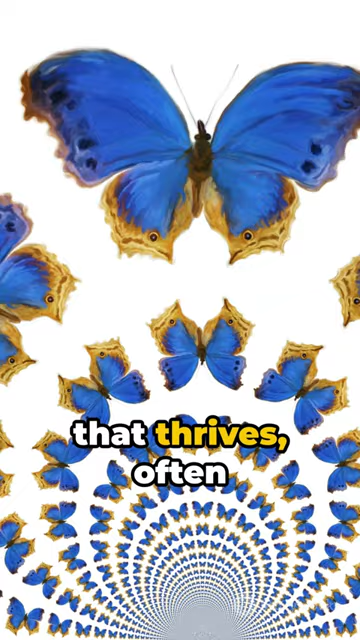 that thrives,
often